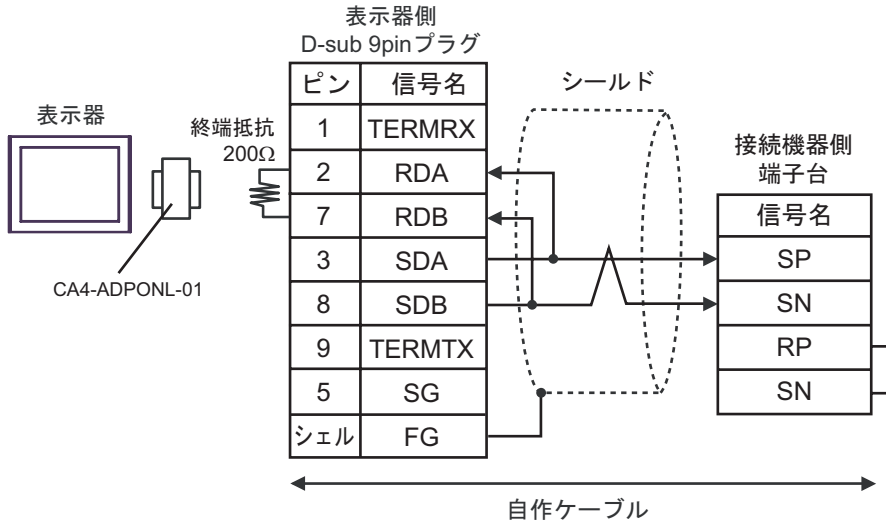 表示器側
D-sub 9pinプラグ
表示器
CA4-ADPONL-01
終端抵抗
200Ω
ピン 信号名
1 TERMRX
2 RDA
7 RDB
3 SDA
8 SDB
9 TERMTX
5 SG
シェル FG
シールド
接続機器側
端子台
信号名
SP
SN
RP
SN
自作ケーブル